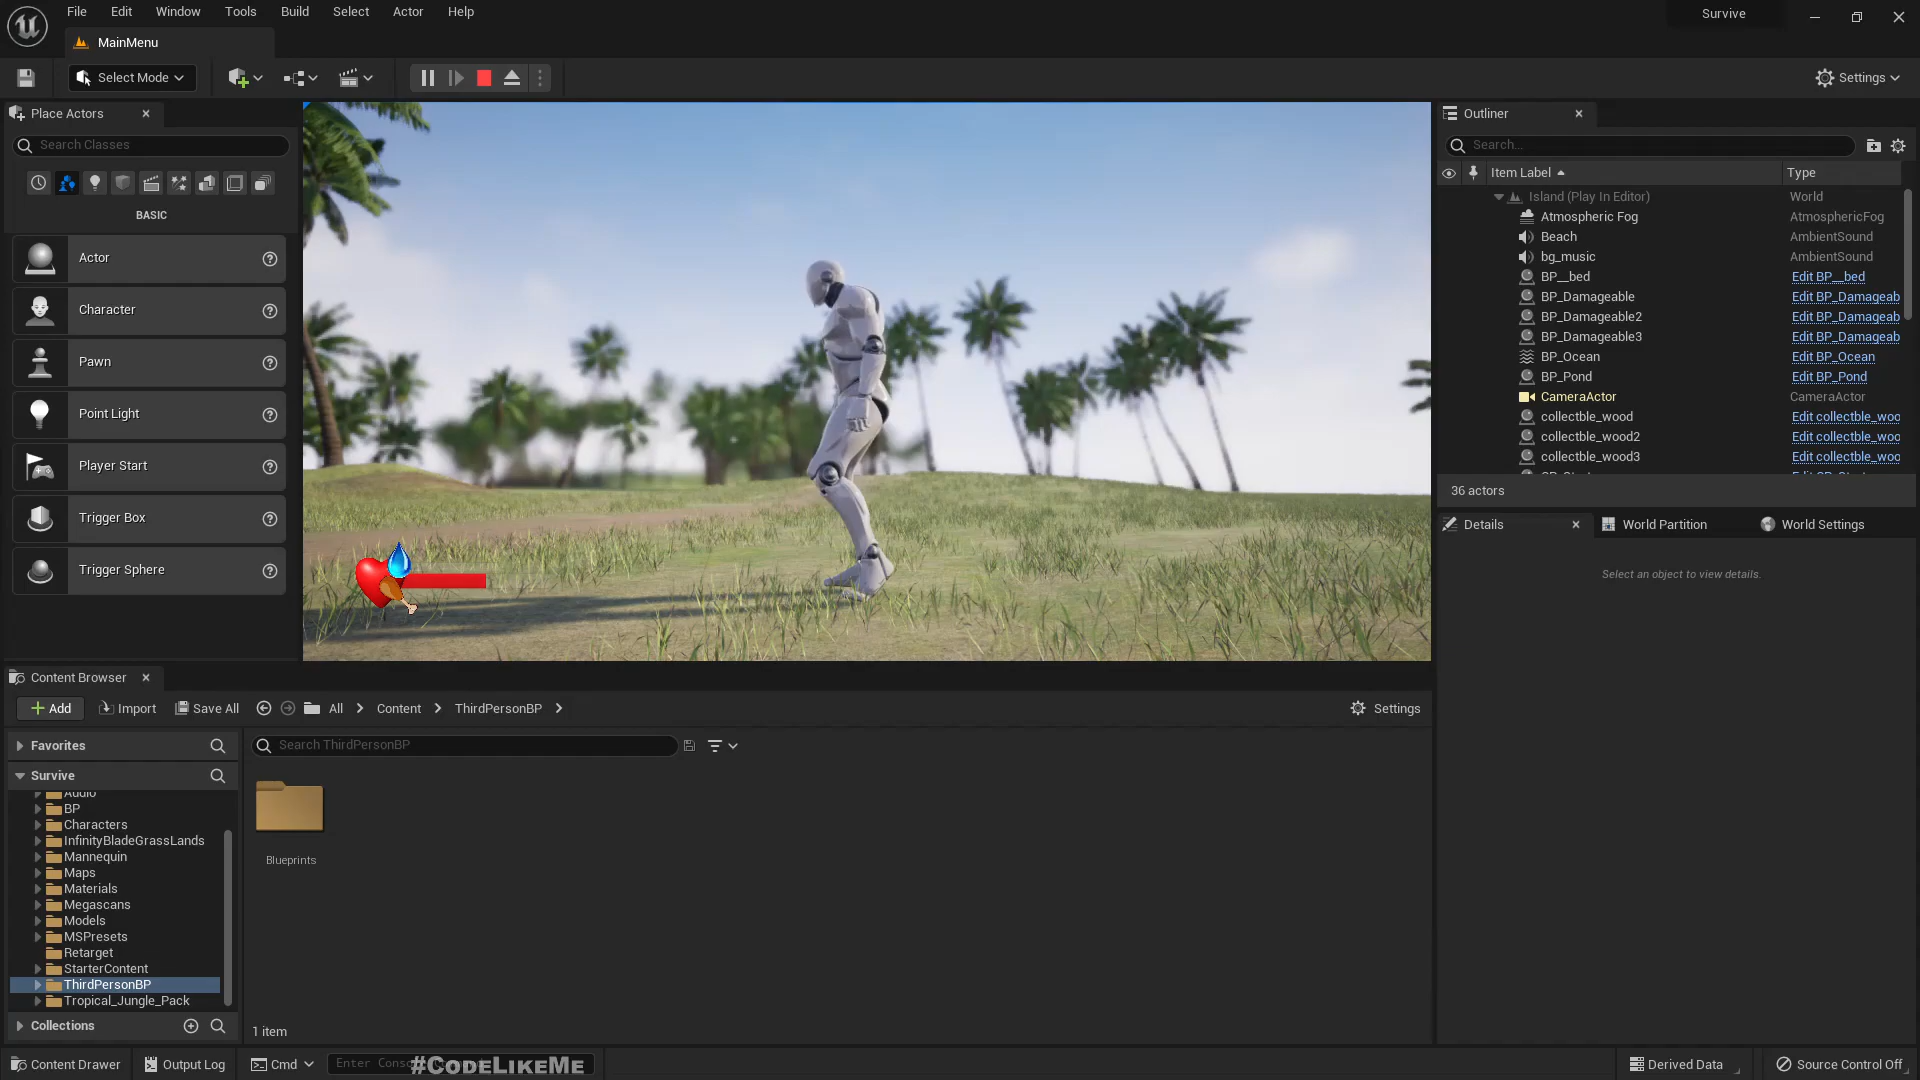 File Edit Window Tools Build Select Actor Help
Survive
MainMenu
Select Mode
Settings
Place Actors
Search Classes
BASIC
Actor
Character
Pawn
Point Light
Player Start
Trigger Box
Trigger Sphere
Outliner
Search...
Item Label Type
Island (Play In Editor) World
Atmospheric Fog AtmosphericFog
Beach AmbientSound
bg_music AmbientSound
BP__bed Edit BP__bed
BP_Damageable Edit BP_Damageab
BP_Damageable2 Edit BP_Damageab
BP_Damageable3 Edit BP_Damageab
BP_Ocean Edit BP_Ocean
BP_Pond Edit BP_Pond
CameraActor CameraActor
collectble_wood Edit collectble_woo
collectble_wood2 Edit collectble_woo
collectble_wood3 Edit collectble_woo
36 actors
Details World Partition World Settings
Select an object to view details.
Content Browser
Add Import Save All All Content ThirdPersonBP Settings
Favorites
Search ThirdPersonBP
Survive
Audio
BP
Characters
InfinityBladeGrassLands
Mannequin
Maps
Materials
Megascans
Models
MSPresets
Retarget
StarterContent
ThirdPersonBP
Tropical_Jungle_Pack
Collections
Blueprints
1 item
Content Drawer Output Log Cmd Enter Cons
#CodeLikeMe
Derived Data Source Control Off